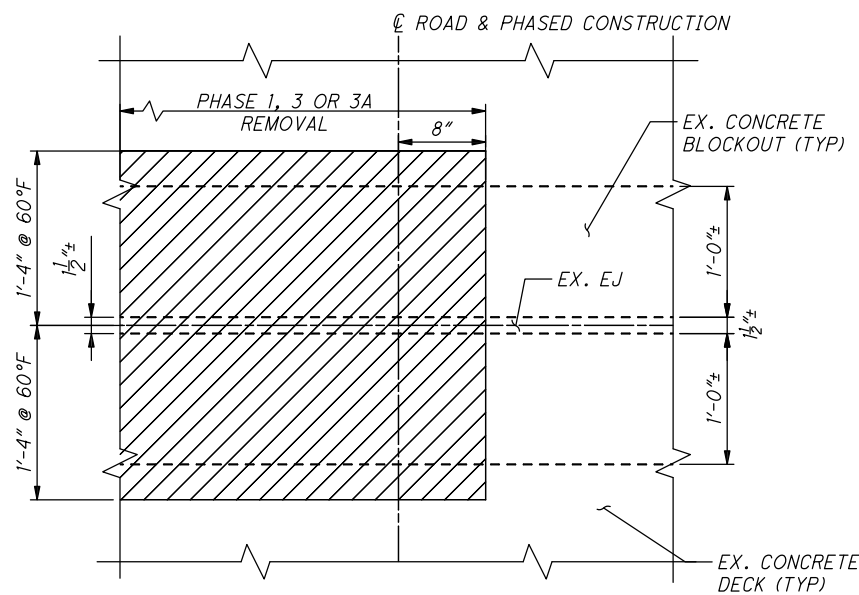 ℄ ROAD & PHASED CONSTRUCTION
PHASE 1, 3 OR 3A
REMOVAL
8"
EX. CONCRETE
BLOCKOUT (TYP)
1'-4" @ 60°F
1½"±
1'-0"±
EX. EJ
1½"±
1'-4" @ 60°F
1'-0"±
EX. CONCRETE
DECK (TYP)